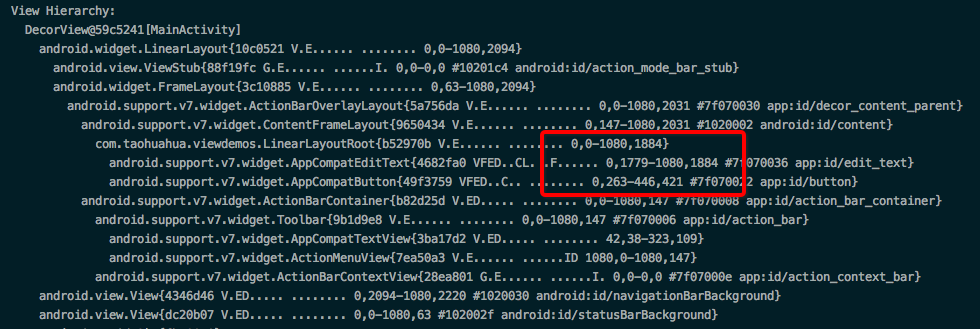 View Hierarchy:
DecorView@59c5241[MainActivity]
android.widget.LinearLayout{10c0521 V.E...... ........ 0,0-1080,2094}
android.view.ViewStub{88f19fc G.E...... ......I. 0,0-0,0 #10201c4 android:id/action_mode_bar_stub}
android.widget.FrameLayout{3c10885 V.E...... ........ 0,63-1080,2094}
android.support.v7.widget.ActionBarOverlayLayout{5a756da V.E...... ........ 0,0-1080,2031 #7f070030 app:id/decor_content_parent}
android.support.v7.widget.ContentFrameLayout{9650434 V.E...... ........ 0,147-1080,2031 #1020002 android:id/content}
com.taohuahua.viewdemos.LinearLayoutRoot{b52970b V.E...... ........ 0,0-1080,1884}
android.support.v7.widget.AppCompatEditText{4682fa0 VFED..CL. .F...... 0,1779-1080,1884 #7f070036 app:id/edit_text}
android.support.v7.widget.AppCompatButton{49f3759 VFED..C.. ........ 0,263-446,421 #7f070022 app:id/button}
android.support.v7.widget.ActionBarContainer{b82d25d V.ED..... ........ 0,0-1080,147 #7f070008 app:id/action_bar_container}
android.support.v7.widget.Toolbar{9b1d9e8 V.E...... ........ 0,0-1080,147 #7f070006 app:id/action_bar}
android.support.v7.widget.AppCompatTextView{3ba17d2 V.ED..... ........ 42,38-323,109}
android.support.v7.widget.ActionMenuView{7ea50a3 V.E...... ......ID 1080,0-1080,147}
android.support.v7.widget.ActionBarContextView{28ea801 G.E...... ......I. 0,0-0,0 #7f07000e app:id/action_context_bar}
android.view.View{4346d46 V.ED..... ........ 0,2094-1080,2220 #1020030 android:id/navigationBarBackground}
android.view.View{dc20b07 V.ED..... ........ 0,0-1080,63 #102002f android:id/statusBarBackground}